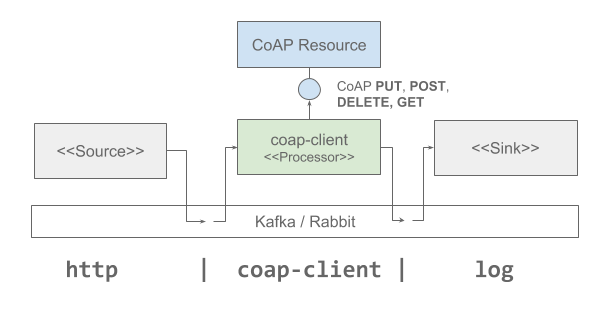 CoAP Resource
CoAP PUT, POST,
DELETE, GET
<<Source>>
coap-client
<<Processor>>
<<Sink>>
Kafka / Rabbit
http | coap-client | log